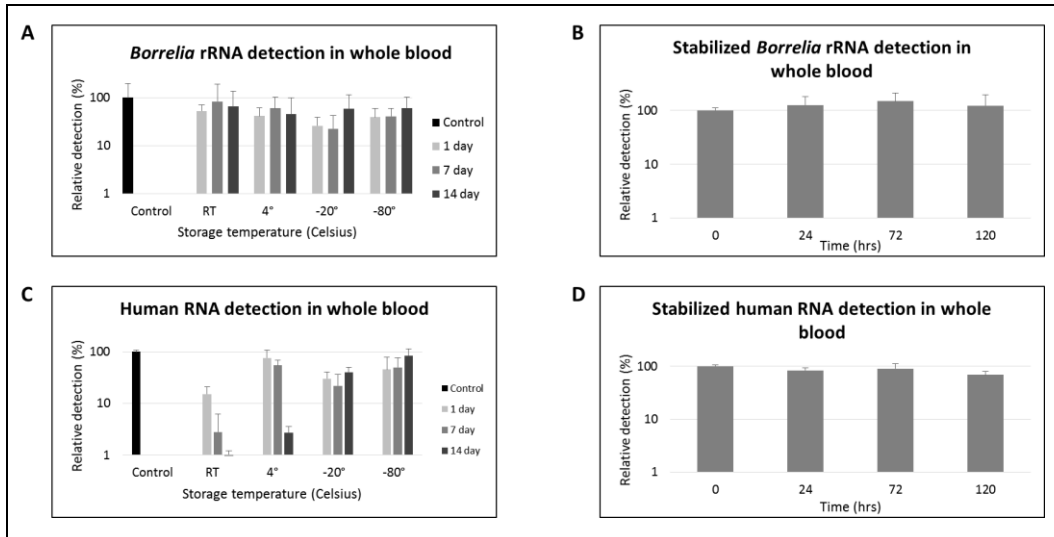 A
Borrelia rRNA detection in whole blood
Relative detection (%)
100
10
1
Control
RT
4°
-20°
-80°
Storage temperature (Celsius)
Control
1 day
7 day
14 day
B
Stabilized Borrelia rRNA detection in
whole blood
Relative detection (%)
100
10
1
0
24
72
120
Time (hrs)
C
Human RNA detection in whole blood
Relative detection (%)
100
10
1
Control
RT
4°
-20°
-80°
Storage temperature (Celsius)
Control
1 day
7 day
14 day
D
Stabilized human RNA detection in whole
blood
Relative detection (%)
100
10
1
0
24
72
120
Time (hrs)